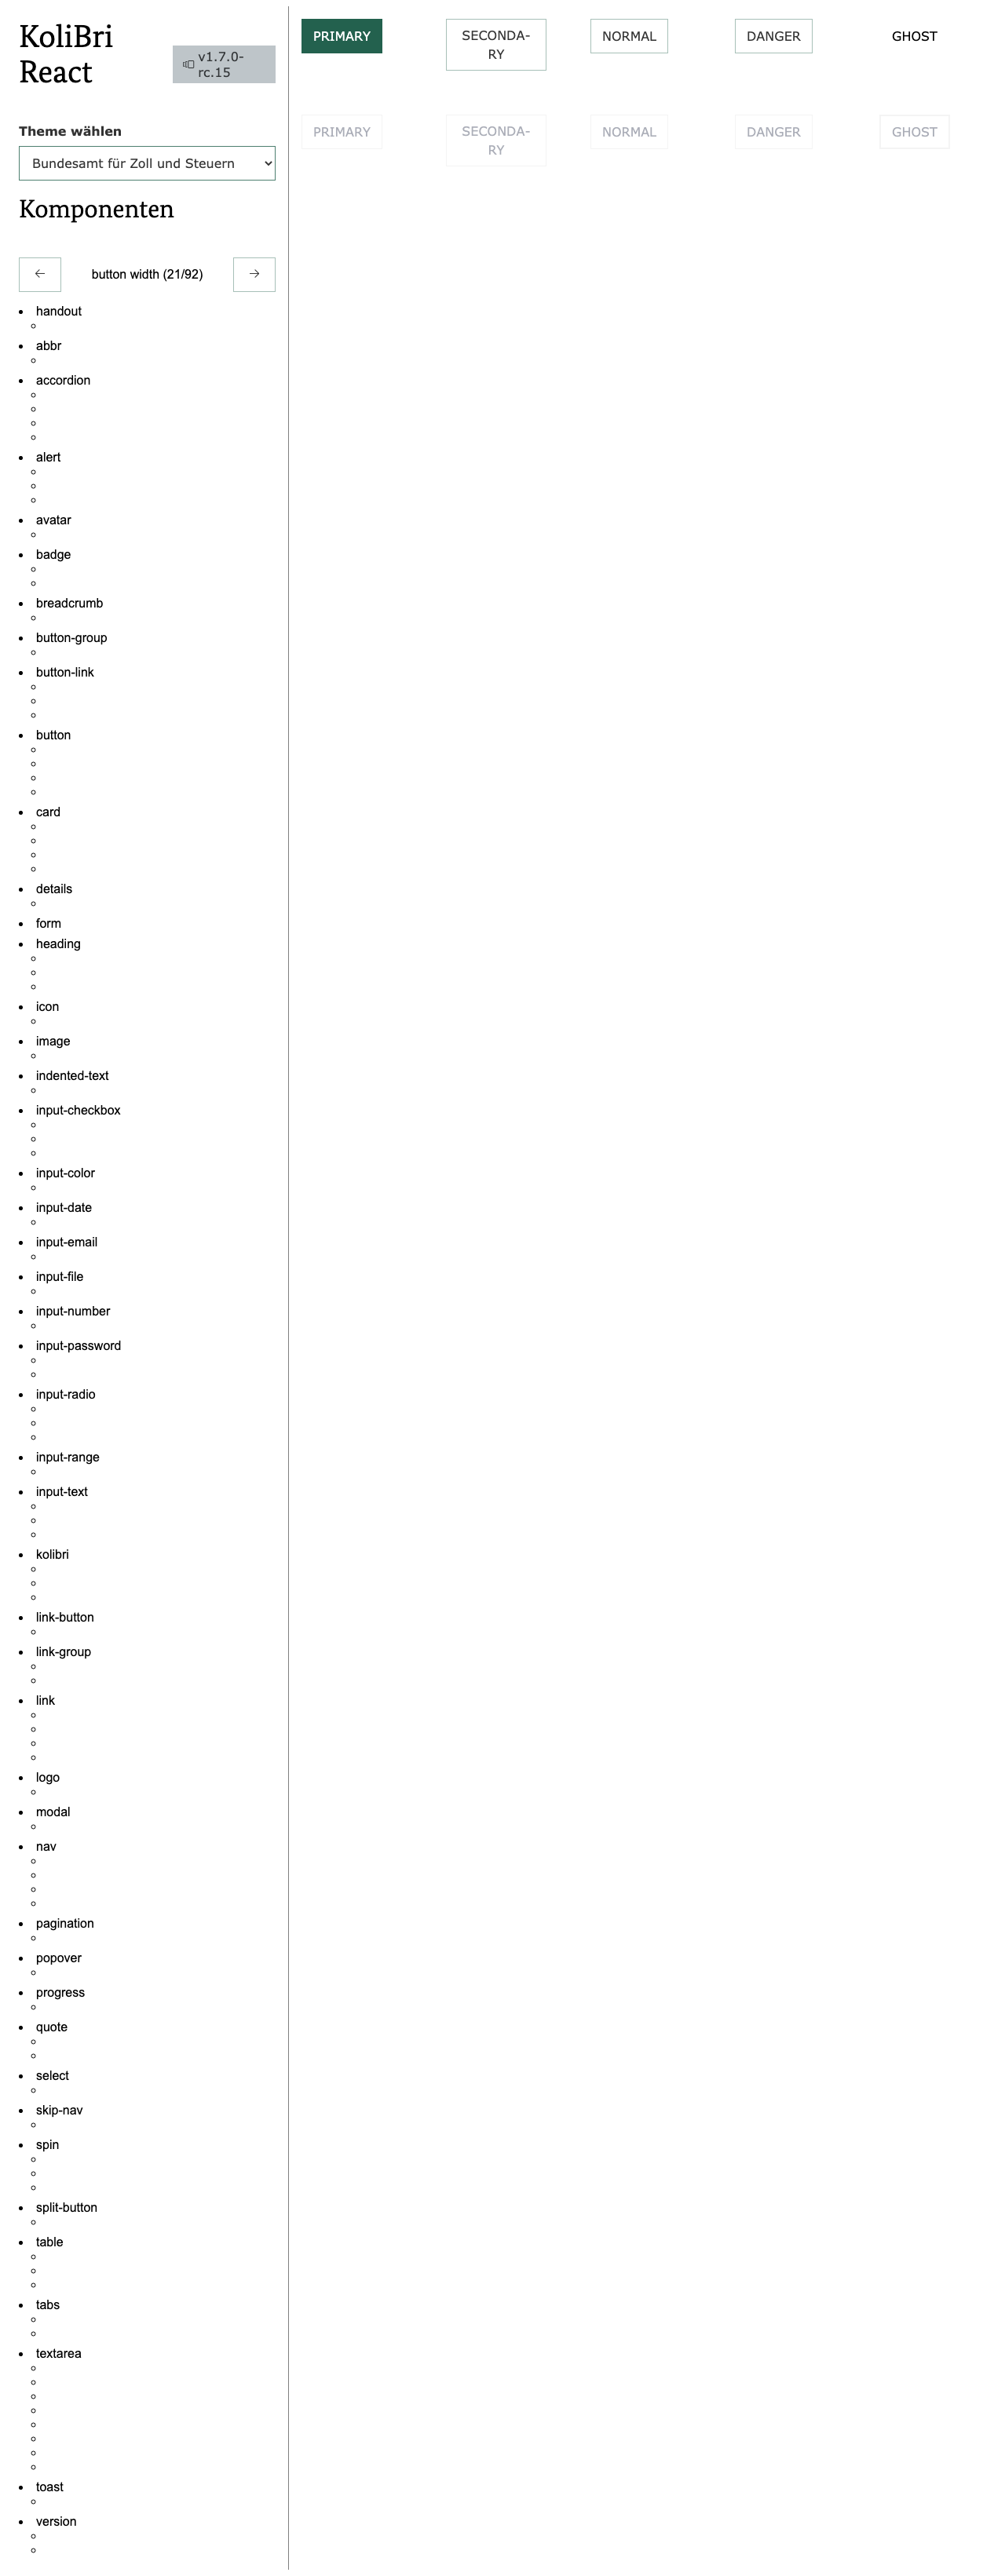 KoliBri
React
v1.7.0-
rc.15
Theme wählen
Bundesamt für Zoll und Steuern
Komponenten
← button width (21/92) →
handout
abbr
accordion
alert
avatar
badge
breadcrumb
button-group
button-link
button
card
details
form
heading
icon
image
indented-text
input-checkbox
input-color
input-date
input-email
input-file
input-number
input-password
input-radio
input-range
input-text
kolibri
link-button
link-group
link
logo
modal
nav
pagination
popover
progress
quote
select
skip-nav
spin
split-button
table
tabs
textarea
toast
version
PRIMARY
SECONDA-
RY
NORMAL
DANGER
GHOST
PRIMARY
SECONDA-
RY
NORMAL
DANGER
GHOST